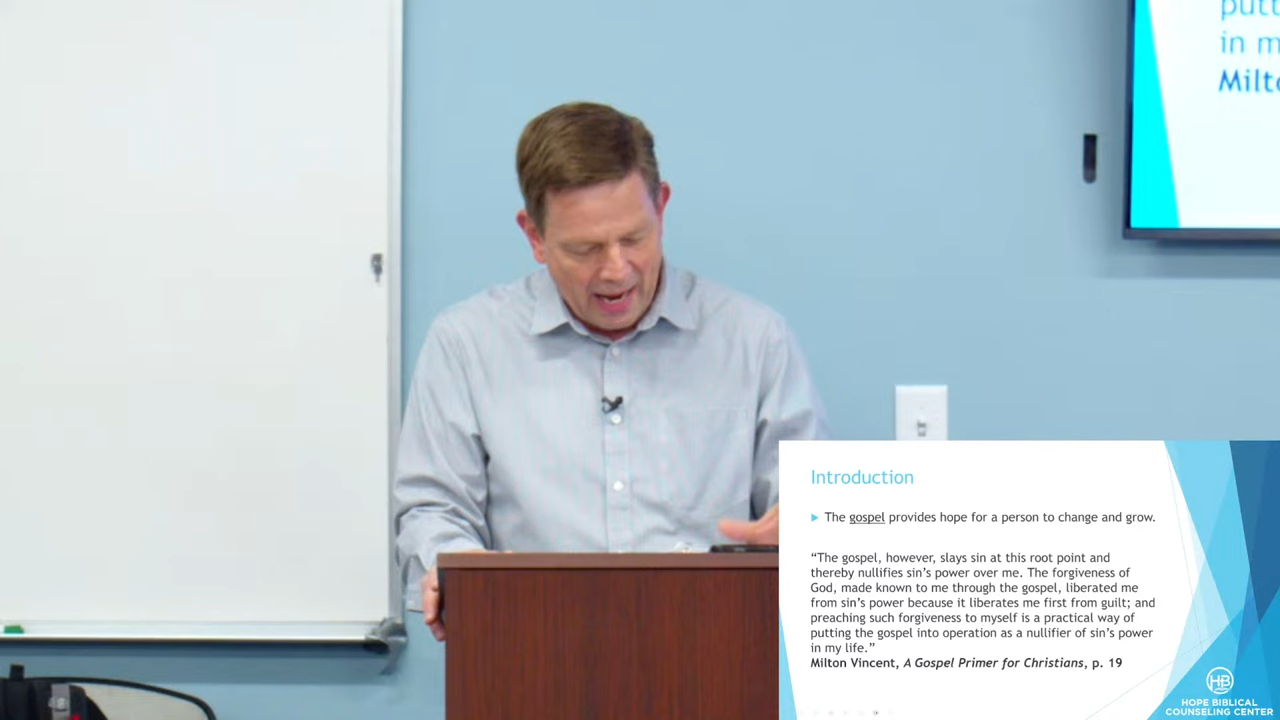 putt
in m
Milto
Introduction
The gospel provides hope for a person to change and grow.
“The gospel, however, slays sin at this root point and
thereby nullifies sin’s power over me. The forgiveness of
God, made known to me through the gospel, liberated me
from sin’s power because it liberates me first from guilt; and
preaching such forgiveness to myself is a practical way of
putting the gospel into operation as a nullifier of sin’s power
in my life.”
Milton Vincent, A Gospel Primer for Christians, p. 19
HB
HOPE BIBLICAL
COUNSELING CENTER